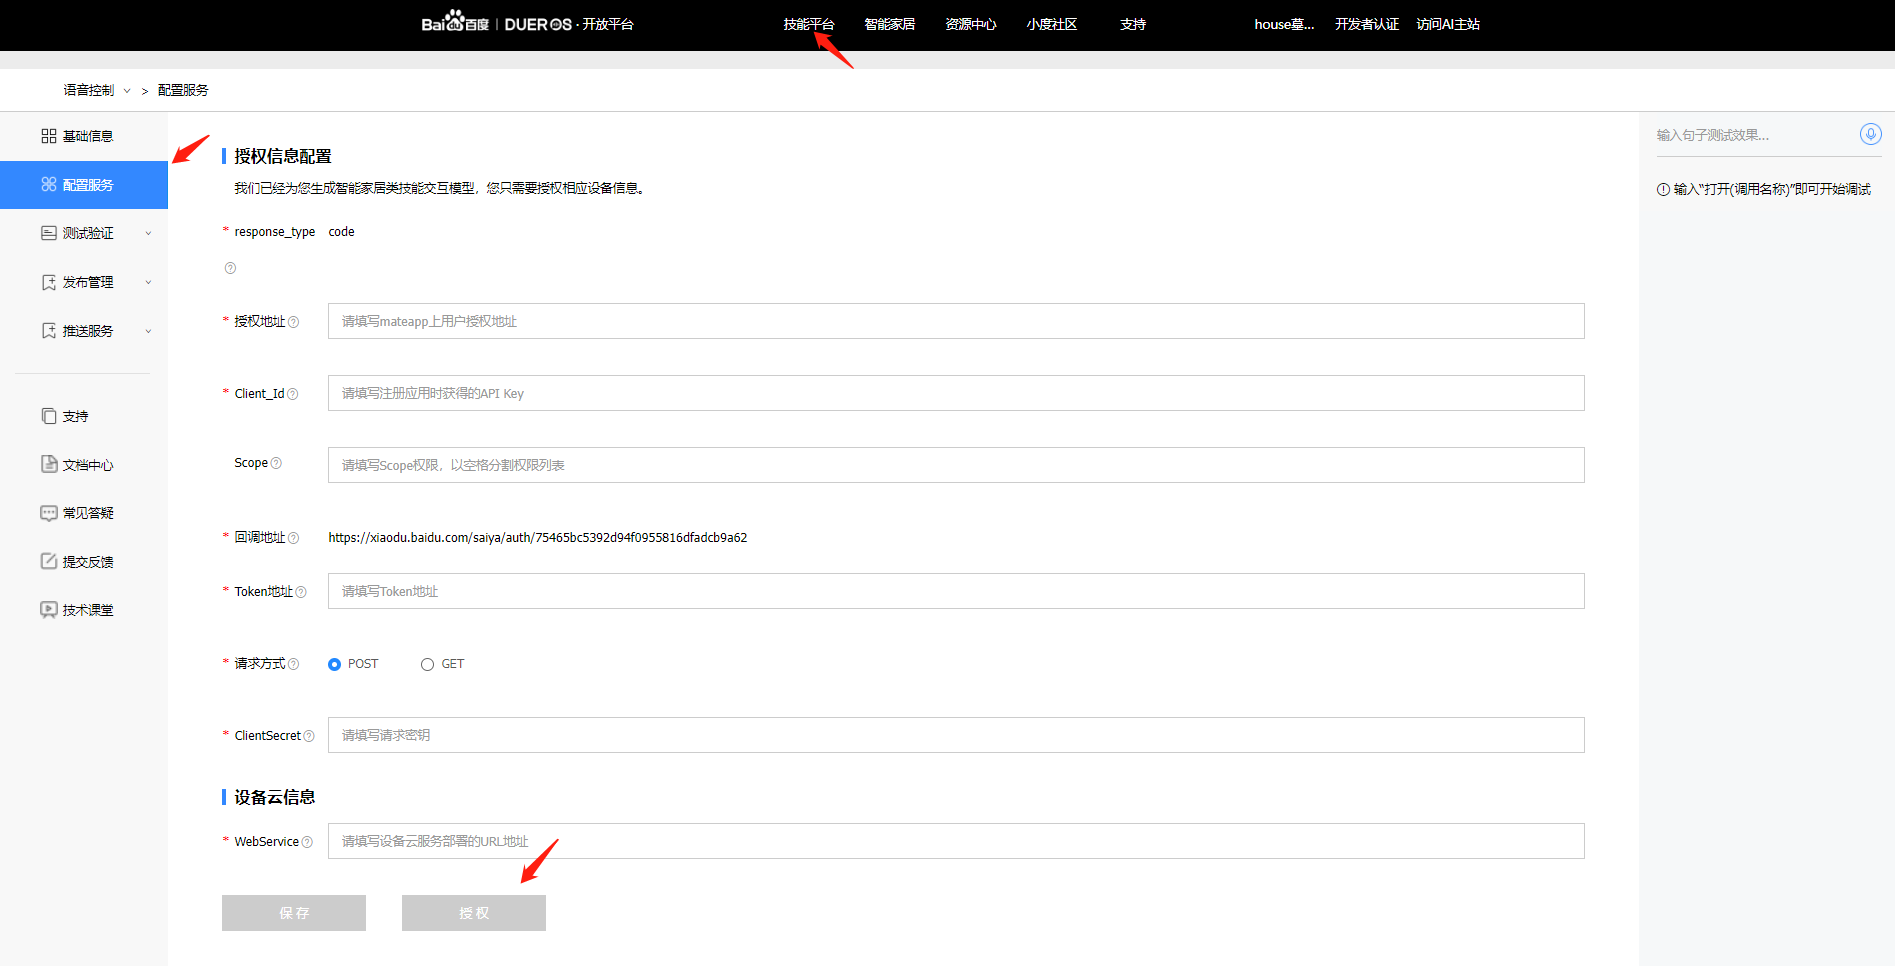 Bai du 百度 | DUEROS · 开放平台
技能平台 智能家居 资源中心 小度社区 支持 house墓... 开发者认证 访问AI主站
语音控制 > 配置服务
基础信息
配置服务
测试验证
发布管理
推送服务
支持
文档中心
常见答疑
提交反馈
技术课堂
授权信息配置
我们已经为您生成智能家居类技能交互模型，您只需要授权相应设备信息。
* response_type code
* 授权地址 请填写mateapp上用户授权地址
* Client_Id 请填写注册应用时获得的API Key
Scope 请填写Scope权限，以空格分割权限列表
* 回调地址 https://xiaodu.baidu.com/saiya/auth/75465bc5392d94f0955816dfadcb9a62
* Token地址 请填写Token地址
* 请求方式 POST GET
* ClientSecret 请填写请求密钥
设备云信息
* WebService 请填写设备云服务部署的URL地址
保存 授权
输入句子测试效果...
输入“打开(调用名称)”即可开始调试